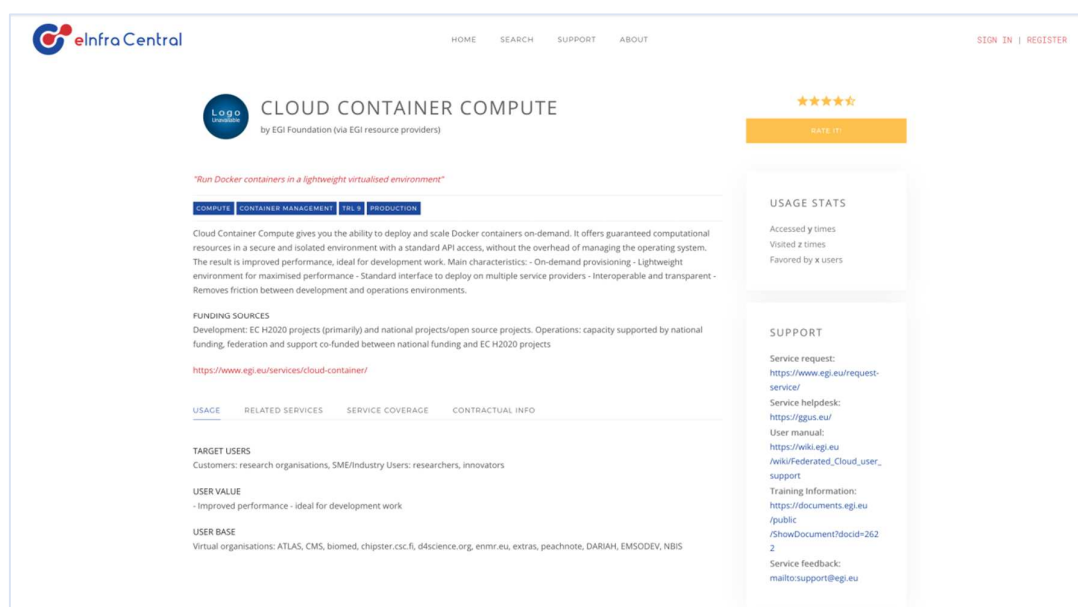 eInfraCentral
HOME SEARCH SUPPORT ABOUT
SIGN IN | REGISTER
Logo
Unavailable
CLOUD CONTAINER COMPUTE
by EGI Foundation (via EGI resource providers)
"Run Docker containers in a lightweight virtualised environment"
COMPUTE CONTAINER MANAGEMENT TRL 9 PRODUCTION
Cloud Container Compute gives you the ability to deploy and scale Docker containers on-demand. It offers guaranteed computational
resources in a secure and isolated environment with a standard API access, without the overhead of managing the operating system.
The result is improved performance, ideal for development work. Main characteristics: - On-demand provisioning - Lightweight
environment for maximised performance - Standard interface to deploy on multiple service providers - Interoperable and transparent -
Removes friction between development and operations environments.
FUNDING SOURCES
Development: EC H2020 projects (primarily) and national projects/open source projects. Operations: capacity supported by national
funding, federation and support co-funded between national funding and EC H2020 projects
https://www.egi.eu/services/cloud-container/
USAGE RELATED SERVICES SERVICE COVERAGE CONTRACTUAL INFO
TARGET USERS
Customers: research organisations, SME/Industry Users: researchers, innovators
USER VALUE
- Improved performance - ideal for development work
USER BASE
Virtual organisations: ATLAS, CMS, biomed, chipster.csc.fi, d4science.org, enmr.eu, extras, peachnote, DARIAH, EMSODEV, NBIS
RATE IT!
USAGE STATS
Accessed y times
Visited z times
Favored by x users
SUPPORT
Service request:
https://www.egi.eu/request-
service/
Service helpdesk:
https://ggus.eu/
User manual:
https://wiki.egi.eu
/wiki/Federated_Cloud_user_
support
Training Information:
https://documents.egi.eu
/public
/ShowDocument?docid=262
2
Service feedback:
mailto:support@egi.eu